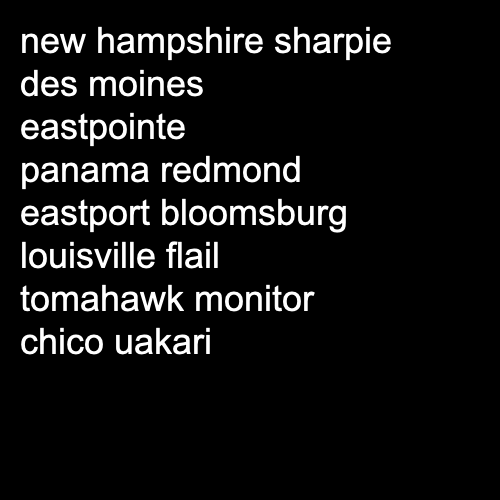 new hampshire sharpie
des moines
eastpointe
panama redmond
eastport bloomsburg
louisville flail
tomahawk monitor
chico uakari